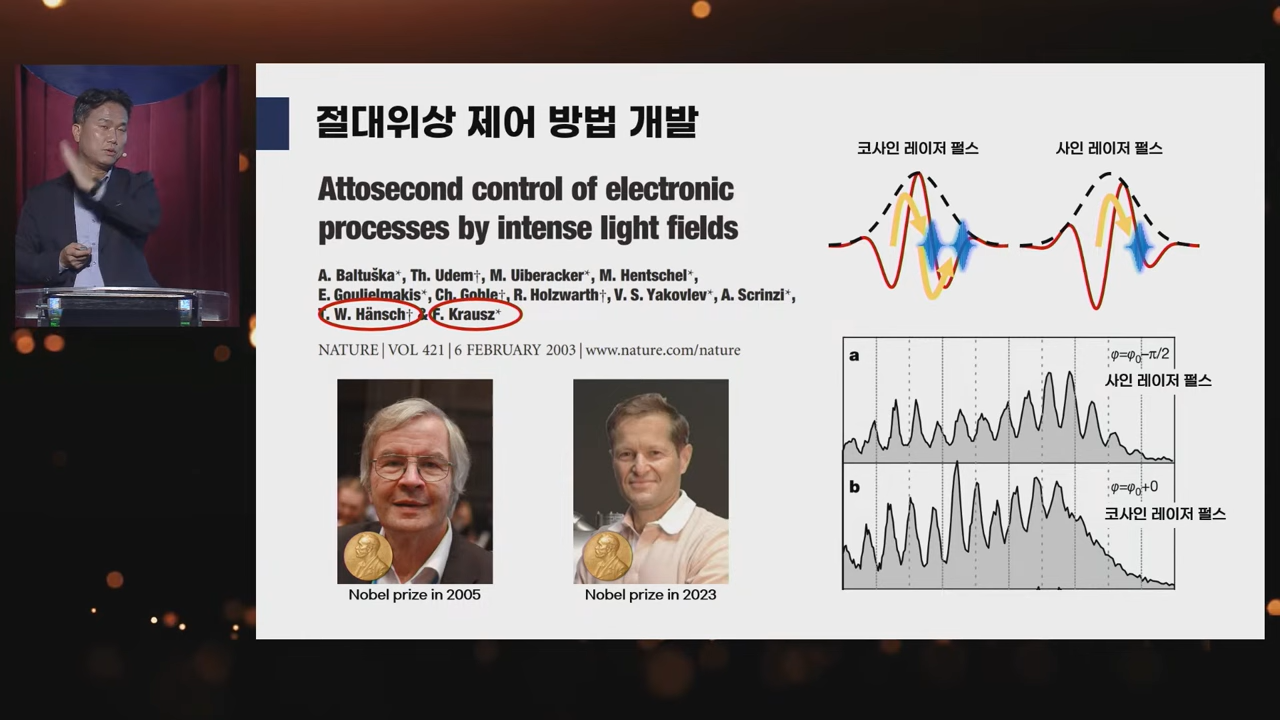 절대위상 제어 방법 개발
Attosecond control of electronic
processes by intense light fields
A. Baltuška*, Th. Udem†, M. Uiberacker*, M. Hentschel*,
E. Goulielmakis*, Ch. Gohle†, R. Holzwarth†, V. S. Yakovlev*, A. Scrinzi*,
T. W. Hänsch† & F. Krausz*
NATURE | VOL 421 | 6 FEBRUARY 2003 | www.nature.com/nature
Nobel prize in 2005
Nobel prize in 2023
코사인 레이저 펄스
사인 레이저 펄스
a
φ=φ0–π/2
사인 레이저 펄스
b
φ=φ0+0
코사인 레이저 펄스